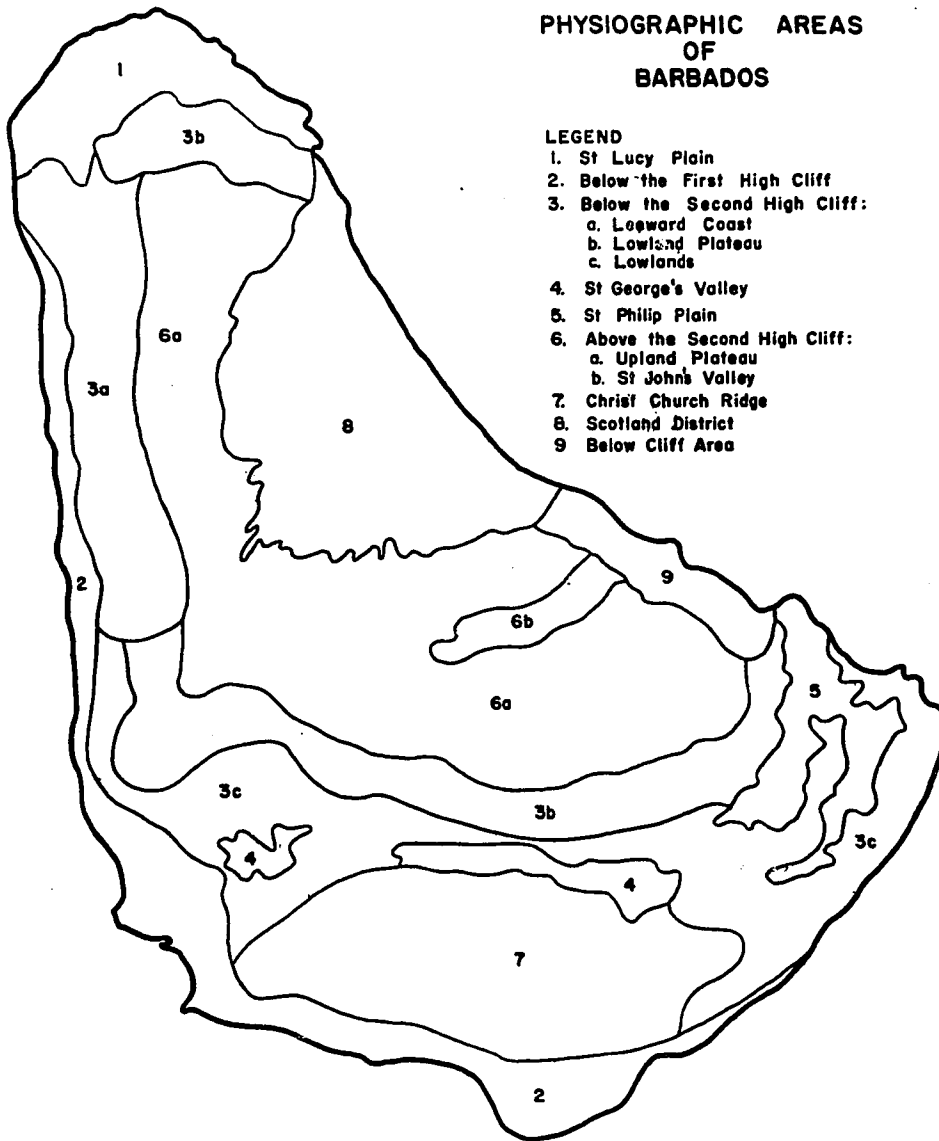 PHYSIOGRAPHIC AREAS
OF
BARBADOS
LEGEND
1. St Lucy Plain
2. Below the First High Cliff
3. Below the Second High Cliff:
a. Leeward Coast
b. Lowland Plateau
c. Lowlands
4. St George's Valley
5. St Philip Plain
6. Above the Second High Cliff:
a. Upland Plateau
b. St John's Valley
7. Christ Church Ridge
8. Scotland District
9 Below Cliff Area
1
3b
6a
3a
8
2
9
6b
5
6a
3c
3b
3c
4
4
7
2